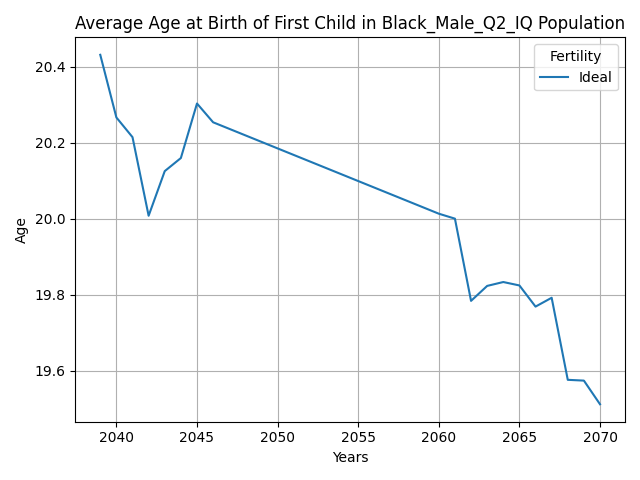 Average Age at Birth of First Child in Black_Male_Q2_IQ Population
Fertility
Ideal
20.4
20.2
20.0
19.8
19.6
Age
2040 2045 2050 2055 2060 2065 2070
Years